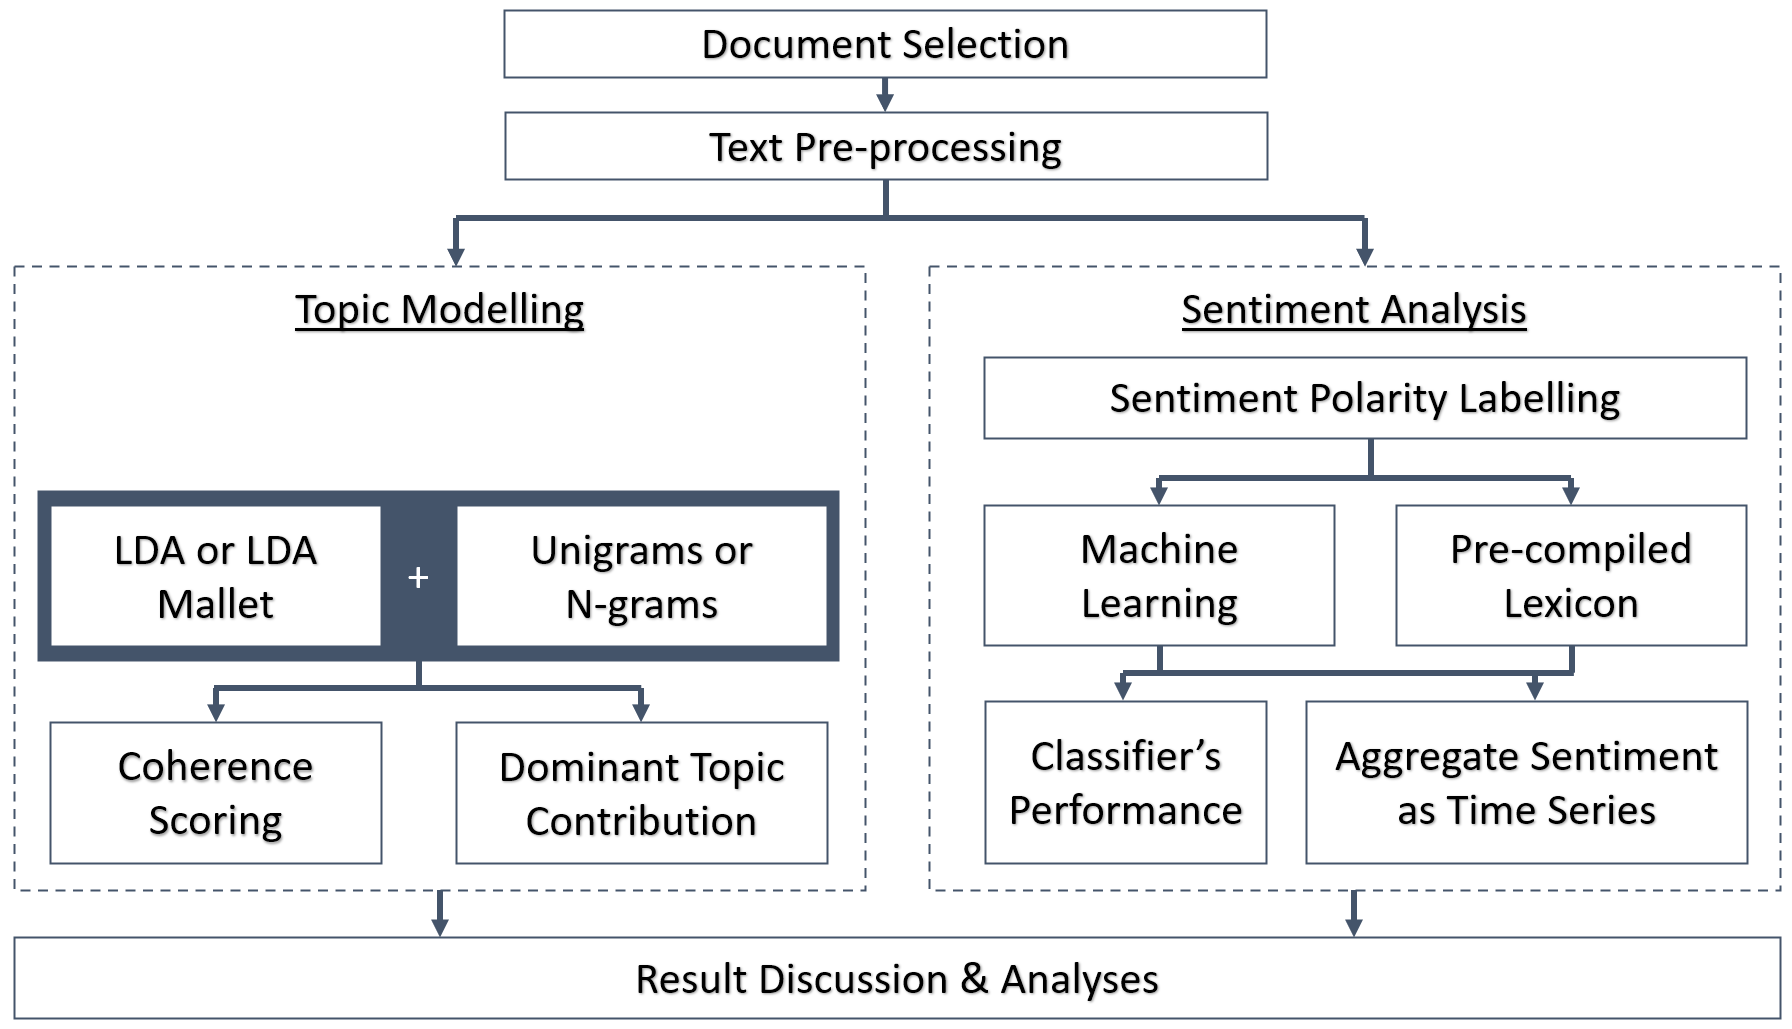 Document Selection
Text Pre-processing
Topic Modelling
LDA or LDA
Mallet
+
Unigrams or
N-grams
Coherence
Scoring
Dominant Topic
Contribution
Sentiment Analysis
Sentiment Polarity Labelling
Machine
Learning
Pre-compiled
Lexicon
Classifier’s
Performance
Aggregate Sentiment
as Time Series
Result Discussion & Analyses